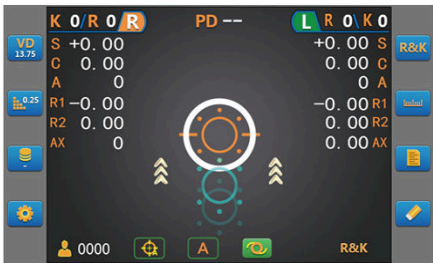 K 0/R 0/R PD -- L R 0\K 0
VD
13.75
S +0.00 +0.00 S
C 0.00 0.00 C
A 0 0 A
R1 -0.00 -0.00 R1
R2 0.00 0.00 R2
AX 0 0 AX
0.25
R&K
0000 A R&K